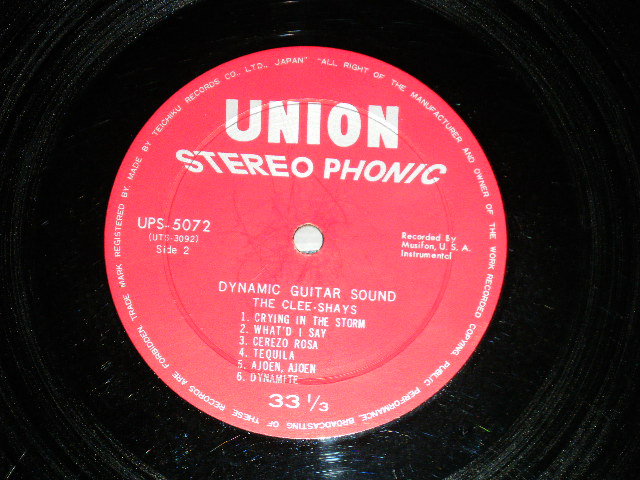 TRADE MARK REGISTERED BY. MADE BY TEICHIKU RECORDS CO., LTD., JAPAN" "ALL RIGHT OF THE MANUFACTURER AND OWNER OF THE WORK RECORDED COPYING, PUBLIC PERFORMANCE, BROADCASTING OF THESE RECORDS ARE FORBIDDEN.
UNION
STEREO PHONIC
UPS-5072
(UTS-3092)
Side 2
Recorded By
Musifon, U. S. A.
Instrumental
DYNAMIC GUITAR SOUND
THE CLEE-SHAYS
1. CRYING IN THE STORM
2. WHAT'D I SAY
3. CEREZO ROSA
4. TEQUILA
5. AJOEN, AJOEN
6. DYNAMITE
33 1/3